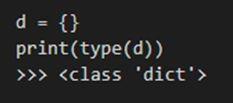 d = {}
print(type(d))
>>> <class 'dict'>